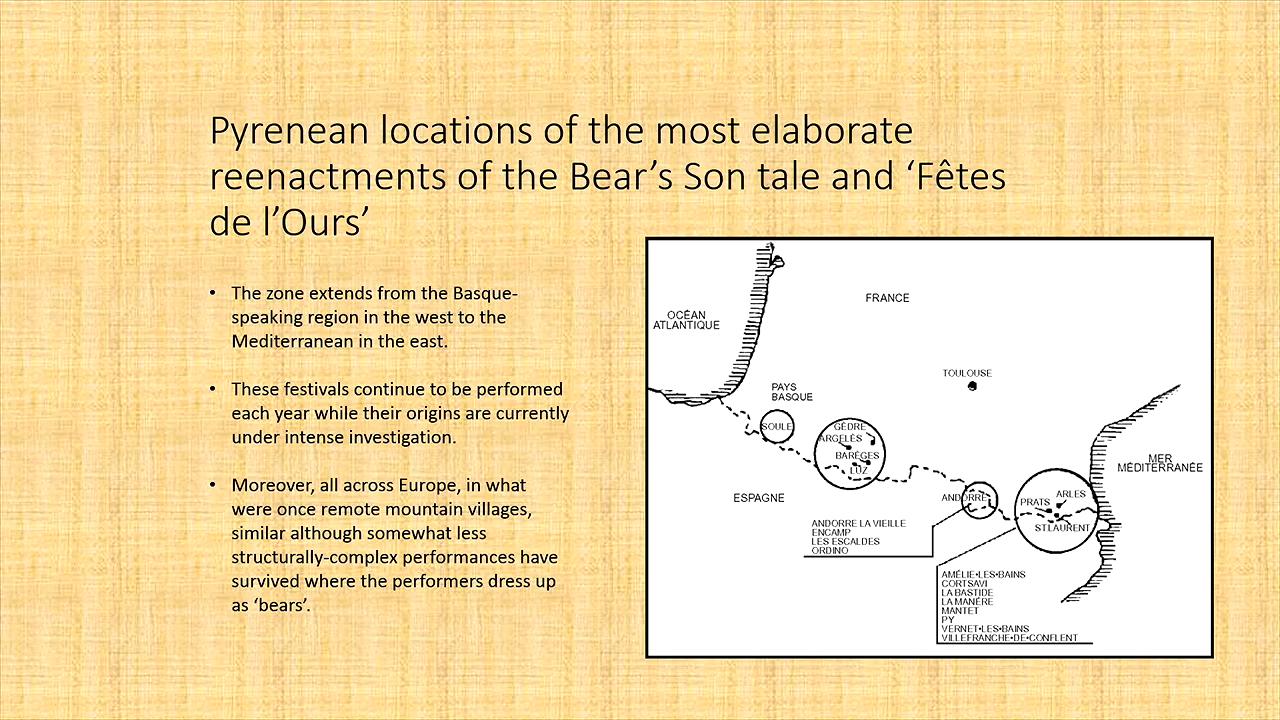 Pyrenean locations of the most elaborate
reenactments of the Bear’s Son tale and ‘Fêtes
de l’Ours’
• The zone extends from the Basque-
speaking region in the west to the
Mediterranean in the east.
• These festivals continue to be performed
each year while their origins are currently
under intense investigation.
• Moreover, all across Europe, in what
were once remote mountain villages,
similar although somewhat less
structurally-complex performances have
survived where the performers dress up
as ‘bears’.
OCÉAN
ATLANTIQUE
FRANCE
TOULOUSE
PAYS
BASQUE
SOULE
GÈDRE
ARGELÈS
BARÈGES
LUZ
MER
MÉDITERRANÉE
ESPAGNE
ANDORRE
PRATS
ARLES
ST LAURENT
ANDORRE LA VIEILLE
ENCAMP
LES ESCALDES
ORDINO
AMÉLIE•LES•BAINS
CORTSAVI
LA BASTIDE
LA MANÈRE
MANTET
PY
VERNET•LES•BAINS
VILLEFRANCHE•DE•CONFLENT